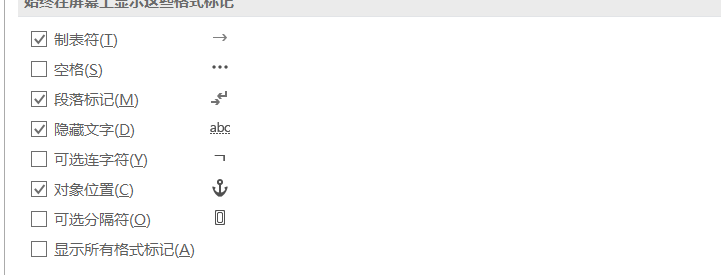 始终在屏幕上显示这些格式标记
制表符(T) →
空格(S) •••
段落标记(M)
隐藏文字(D) abc
可选连字符(Y) ¬
对象位置(C)
可选分隔符(O)
显示所有格式标记(A)